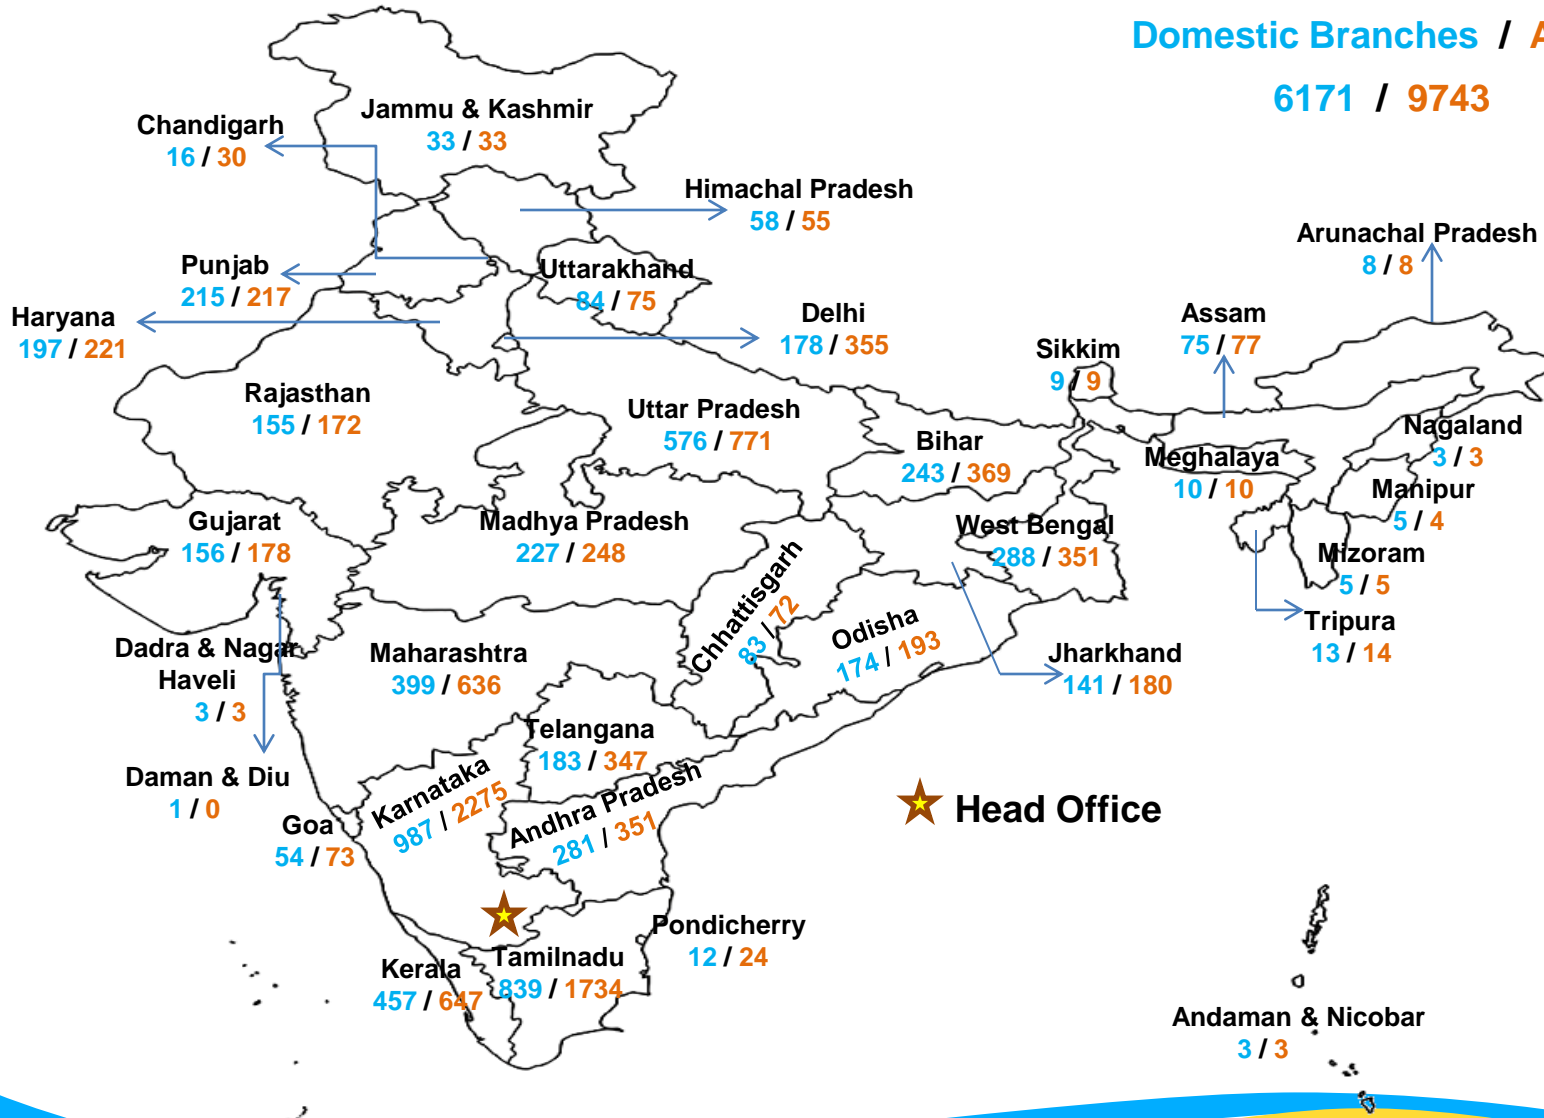 Domestic Branches / A
6171 / 9743
Jammu & Kashmir
33 / 33
Chandigarh
16 / 30
Himachal Pradesh
58 / 55
Arunachal Pradesh
8 / 8
Punjab
215 / 217
Uttarakhand
84 / 75
Haryana
197 / 221
Delhi
178 / 355
Assam
75 / 77
Sikkim
9 / 9
Rajasthan
155 / 172
Uttar Pradesh
576 / 771
Bihar
243 / 369
Nagaland
3 / 3
Meghalaya
10 / 10
Manipur
5 / 4
Gujarat
156 / 178
Madhya Pradesh
227 / 248
West Bengal
288 / 351
Mizoram
5 / 5
Chhattisgarh
83 / 72
Odisha
174 / 193
Tripura
13 / 14
Dadra & Nagar
Haveli
3 / 3
Maharashtra
399 / 636
Jharkhand
141 / 180
Telangana
183 / 347
Daman & Diu
1 / 0
Karnataka
987 / 2275
Andhra Pradesh
281 / 351
Head Office
Goa
54 / 73
Pondicherry
12 / 24
Kerala
457 / 647
Tamilnadu
839 / 1734
Andaman & Nicobar
3 / 3